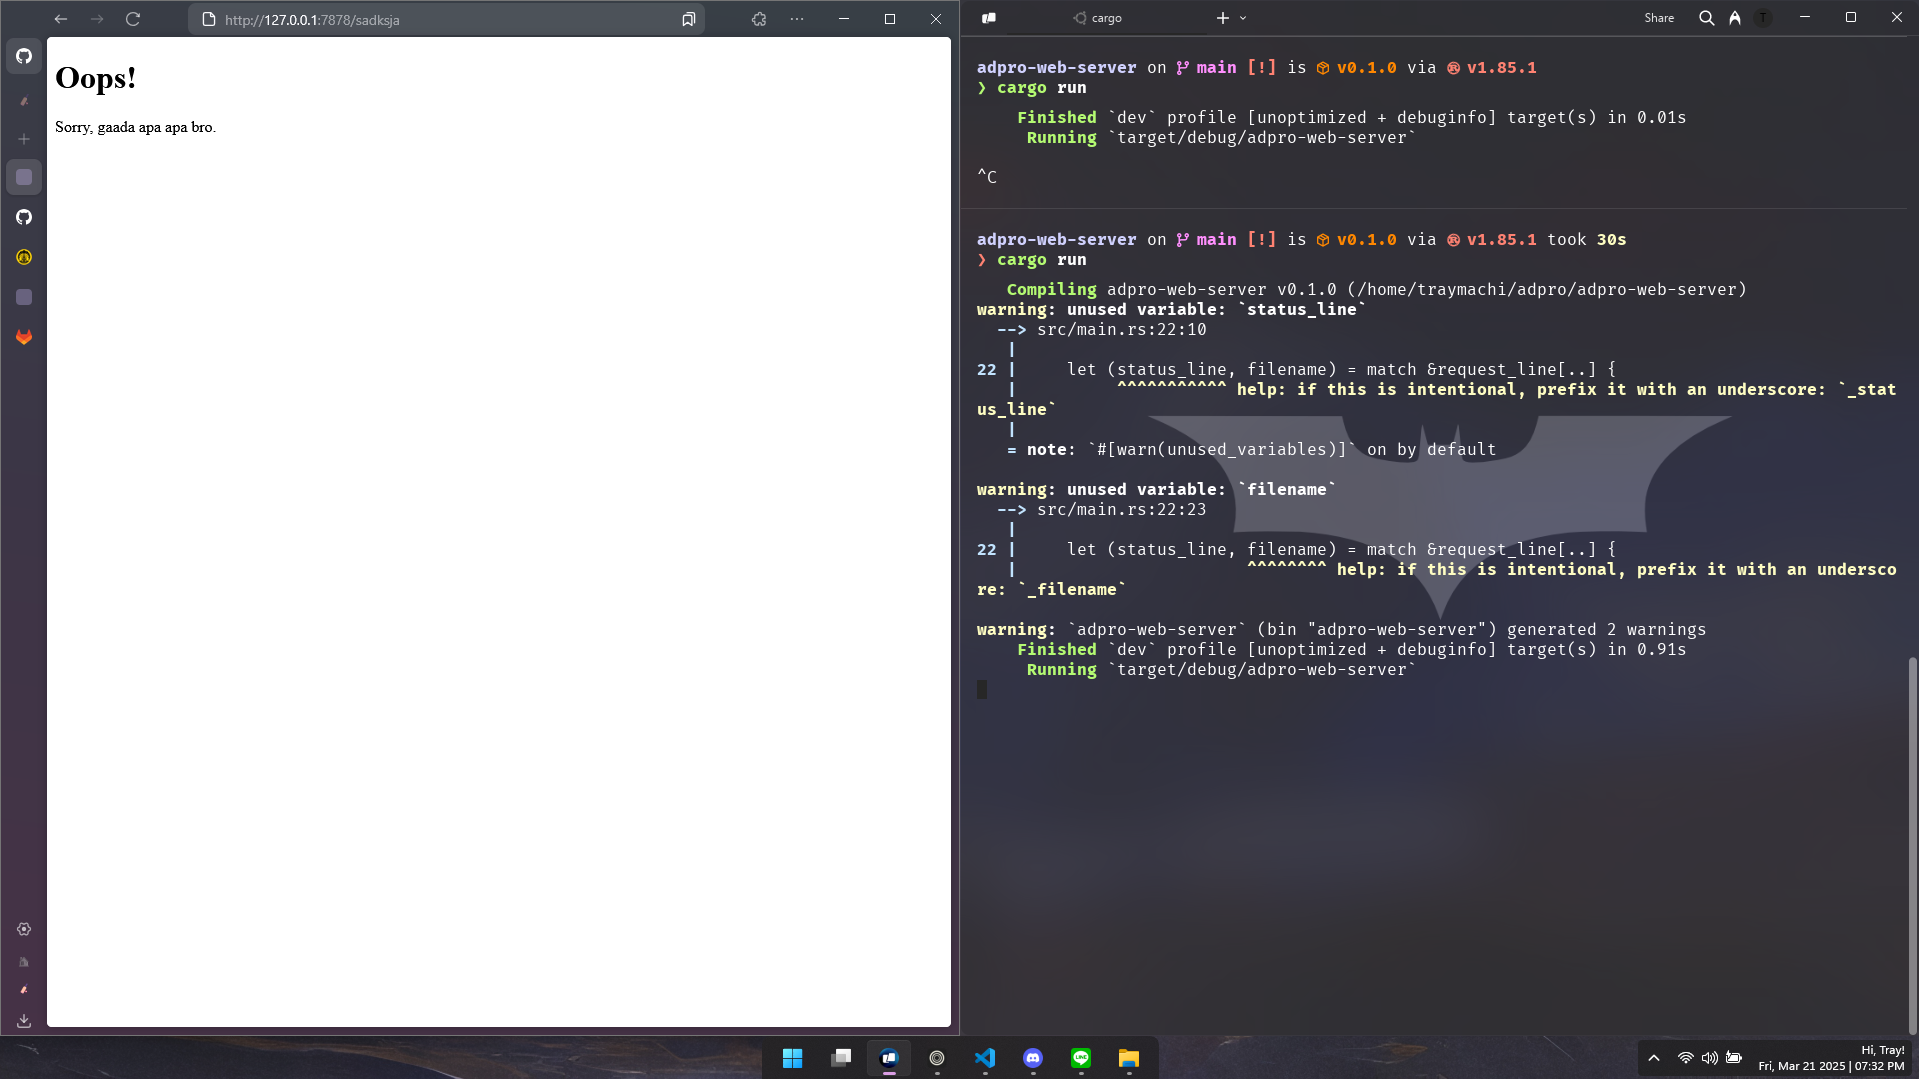 http://127.0.0.1:7878/sadksja
Oops!
Sorry, gaada apa apa bro.
cargo
Share
T
adpro-web-server on main [!] is v0.1.0 via v1.85.1
❯ cargo run
Finished `dev` profile [unoptimized + debuginfo] target(s) in 0.01s
Running `target/debug/adpro-web-server`
^C
adpro-web-server on main [!] is v0.1.0 via v1.85.1 took 30s
❯ cargo run
Compiling adpro-web-server v0.1.0 (/home/traymachi/adpro/adpro-web-server)
warning: unused variable: `status_line`
--> src/main.rs:22:10
|
22 | let (status_line, filename) = match &request_line[..] {
| ^^^^^^^^^^^ help: if this is intentional, prefix it with an underscore: `_stat
us_line`
|
= note: `#[warn(unused_variables)]` on by default
warning: unused variable: `filename`
--> src/main.rs:22:23
|
22 | let (status_line, filename) = match &request_line[..] {
| ^^^^^^^^ help: if this is intentional, prefix it with an undersco
re: `_filename`
warning: `adpro-web-server` (bin "adpro-web-server") generated 2 warnings
Finished `dev` profile [unoptimized + debuginfo] target(s) in 0.91s
Running `target/debug/adpro-web-server`
LINE
Hi, Tray!
Fri, Mar 21 2025 | 07:32 PM